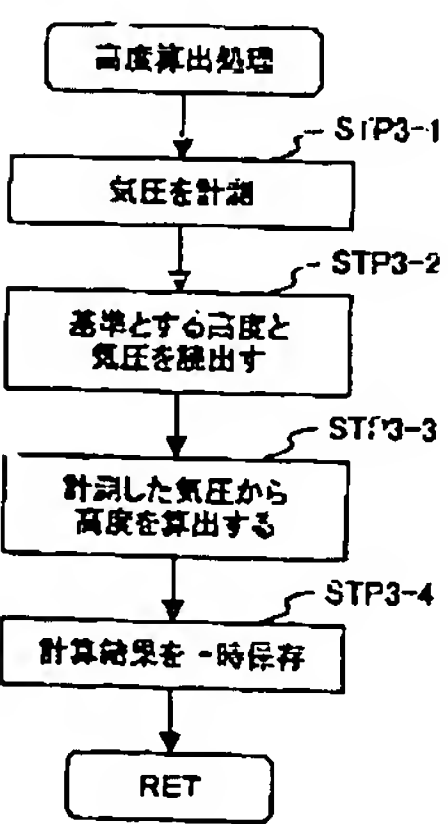 高度算出処理
STP3-1
気圧を計測
STP3-2
基準とする高度と
気圧を読出す
STP3-3
計測した気圧から
高度を算出する
STP3-4
計算結果を一時保存
RET